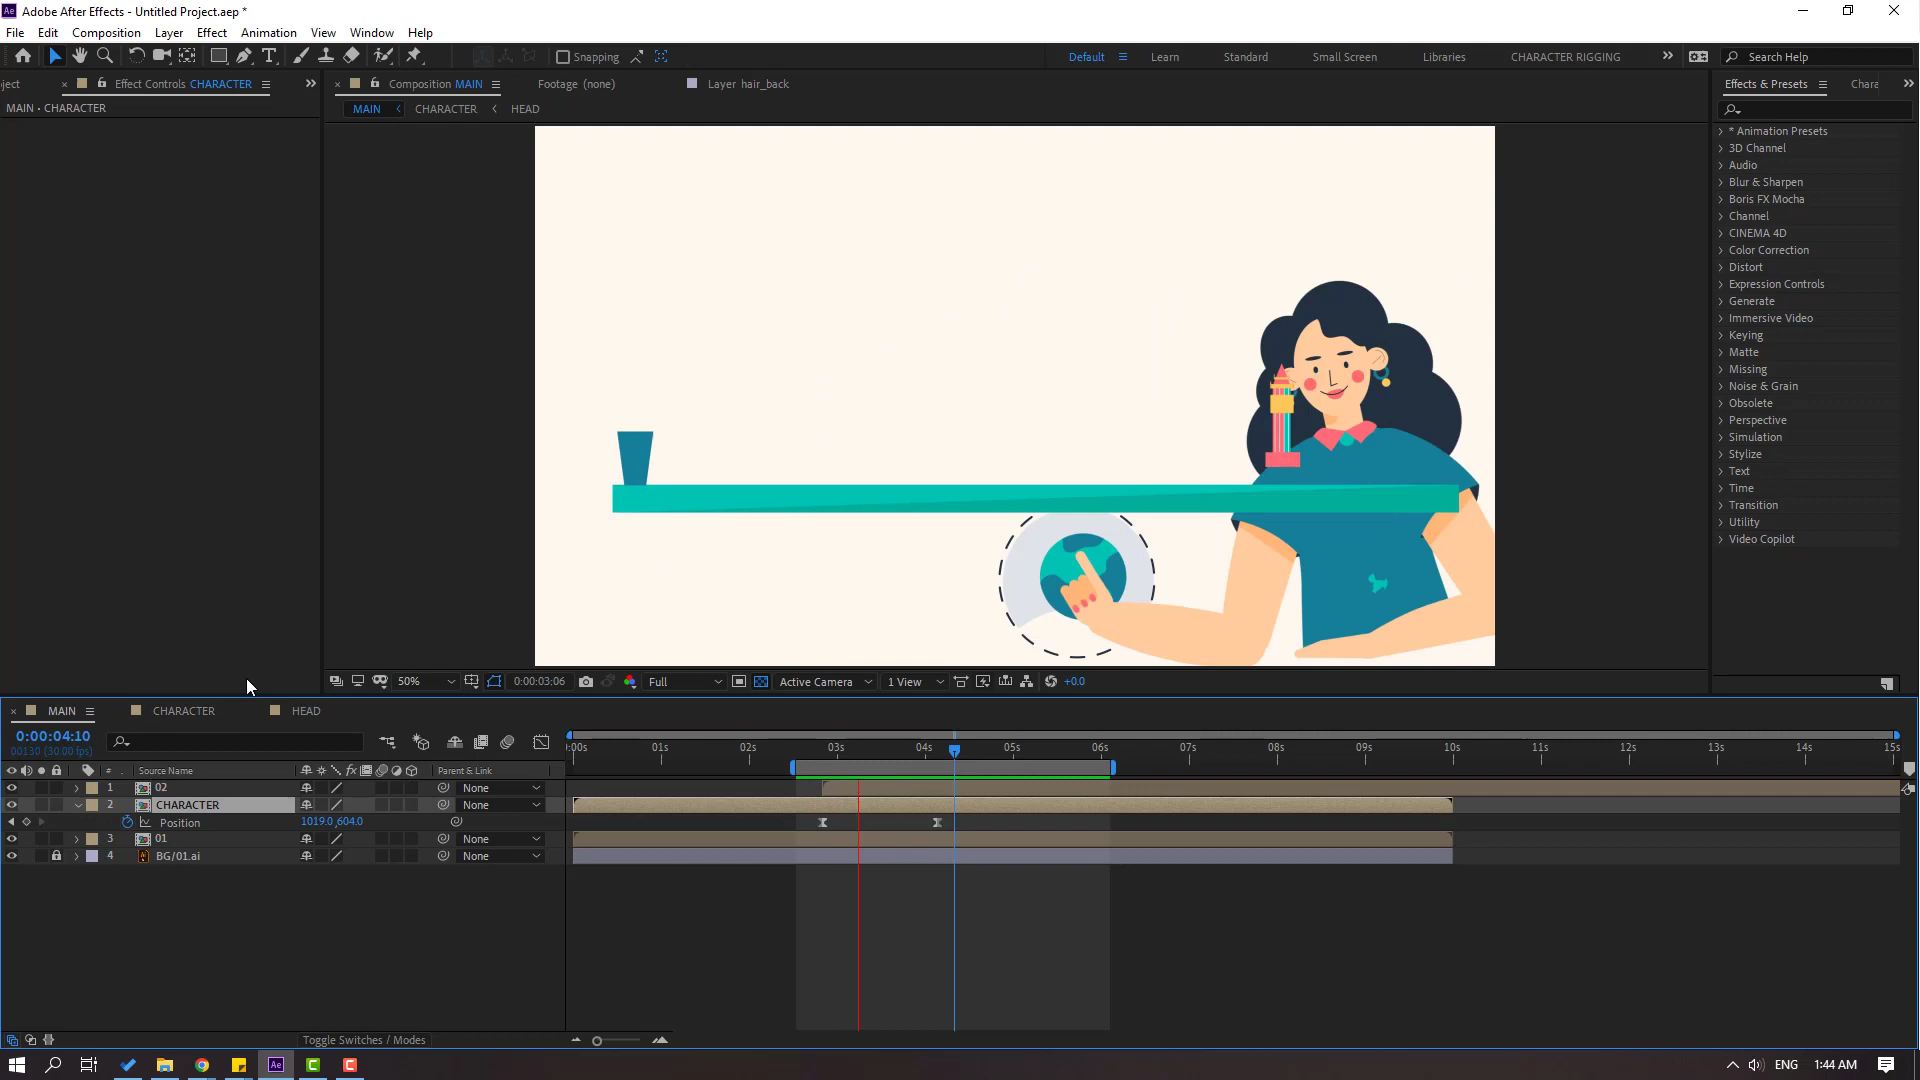 Adobe After Effects - Untitled Project.aep *
File Edit Composition Layer Effect Animation View Window Help
Snapping
Default Learn Standard Small Screen Libraries CHARACTER RIGGING Search Help
ject Effect Controls CHARACTER
Composition MAIN Footage (none) Layer hair_back
Effects & Presets Chara
MAIN • CHARACTER
MAIN CHARACTER HEAD
* Animation Presets
3D Channel
Audio
Blur & Sharpen
Boris FX Mocha
Channel
CINEMA 4D
Color Correction
Distort
Expression Controls
Generate
Immersive Video
Keying
Matte
Missing
Noise & Grain
Obsolete
Perspective
Simulation
Stylize
Text
Time
Transition
Utility
Video Copilot
50% 0:00:03:06 Full Active Camera 1 View +0.0
MAIN CHARACTER HEAD
0:00:04:10
00130 (30.00 fps)
:00s 01s 02s 03s 04s 05s 06s 07s 08s 09s 10s 11s 12s 13s 14s 15s
# Source Name fx Parent & Link
1 02 None
2 CHARACTER None
Position 1019.0,604.0
3 01 None
4 BG/01.ai None
Toggle Switches / Modes
ENG 1:44 AM